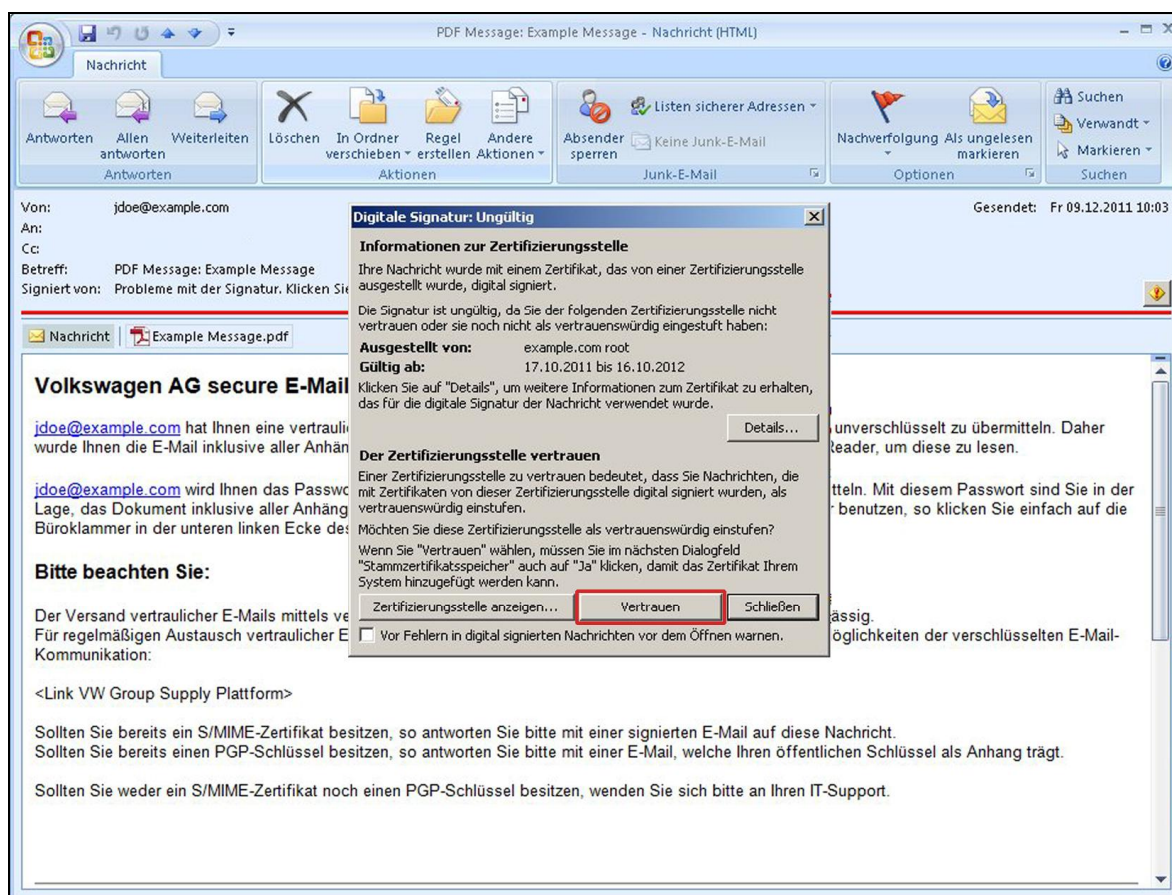 PDF Message: Example Message - Nachricht (HTML)
Nachricht
Antworten
Allen antworten
Weiterleiten
Antworten
Löschen
In Ordner verschieben
Regel erstellen
Andere Aktionen
Aktionen
Absender sperren
Listen sicherer Adressen
Keine Junk-E-Mail
Junk-E-Mail
Nachverfolgung
Als ungelesen markieren
Optionen
Suchen
Verwandt
Markieren
Suchen
Von: jdoe@example.com
Gesendet: Fr 09.12.2011 10:03
An:
Cc:
Betreff: PDF Message: Example Message
Signiert von: Probleme mit der Signatur. Klicken Sie
Nachricht
Example Message.pdf
Digitale Signatur: Ungültig
Informationen zur Zertifizierungsstelle
Ihre Nachricht wurde mit einem Zertifikat, das von einer Zertifizierungsstelle
ausgestellt wurde, digital signiert.
Die Signatur ist ungültig, da Sie der folgenden Zertifizierungsstelle nicht
vertrauen oder sie noch nicht als vertrauenswürdig eingestuft haben:
Ausgestellt von: example.com root
Gültig ab: 17.10.2011 bis 16.10.2012
Klicken Sie auf "Details", um weitere Informationen zum Zertifikat zu erhalten,
das für die digitale Signatur der Nachricht verwendet wurde.
Details...
Der Zertifizierungsstelle vertrauen
Einer Zertifizierungsstelle zu vertrauen bedeutet, dass Sie Nachrichten, die
mit Zertifikaten von dieser Zertifizierungsstelle digital signiert wurden, als
vertrauenswürdig einstufen.
Möchten Sie diese Zertifizierungsstelle als vertrauenswürdig einstufen?
Wenn Sie "Vertrauen" wählen, müssen Sie im nächsten Dialogfeld
"Stammzertifikatsspeicher" auch auf "Ja" klicken, damit das Zertifikat Ihrem
System hinzugefügt werden kann.
Zertifizierungsstelle anzeigen...
Vertrauen
Schließen
Vor Fehlern in digital signierten Nachrichten vor dem Öffnen warnen.
Volkswagen AG secure E-Mail
jdoe@example.com hat Ihnen eine vertrauli
unverschlüsselt zu übermitteln. Daher
wurde Ihnen die E-Mail inklusive aller Anhän
Reader, um diese zu lesen.
jdoe@example.com wird Ihnen das Passwo
tteln. Mit diesem Passwort sind Sie in der
Lage, das Dokument inklusive aller Anhäng
benutzen, so klicken Sie einfach auf die
Büroklammer in der unteren linken Ecke des
Bitte beachten Sie:
Der Versand vertraulicher E-Mails mittels ve
ässig.
Für regelmäßigen Austausch vertraulicher E
öglichkeiten der verschlüsselten E-Mail-
Kommunikation:
<Link VW Group Supply Plattform>
Sollten Sie bereits ein S/MIME-Zertifikat besitzen, so antworten Sie bitte mit einer signierten E-Mail auf diese Nachricht.
Sollten Sie bereits einen PGP-Schlüssel besitzen, so antworten Sie bitte mit einer E-Mail, welche Ihren öffentlichen Schlüssel als Anhang trägt.
Sollten Sie weder ein S/MIME-Zertifikat noch einen PGP-Schlüssel besitzen, wenden Sie sich bitte an Ihren IT-Support.